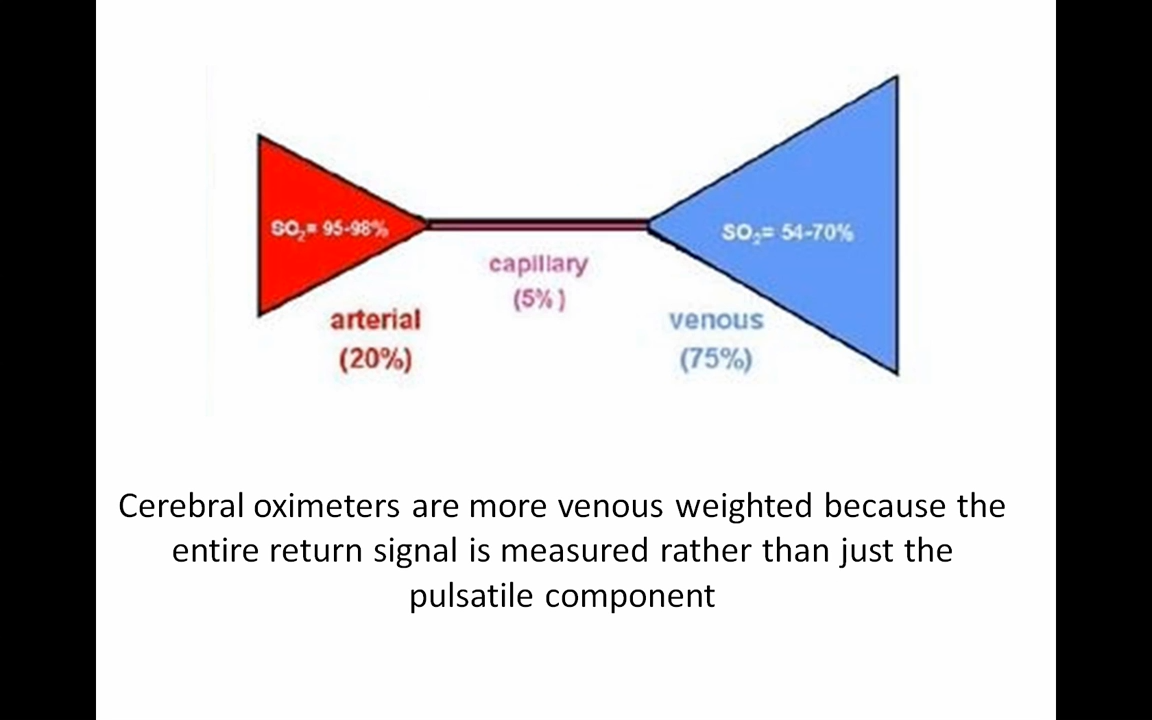 SO₂= 95-98%
SO₂= 54-70%
capillary
(5%)
arterial
(20%)
venous
(75%)
Cerebral oximeters are more venous weighted because the
entire return signal is measured rather than just the
pulsatile component